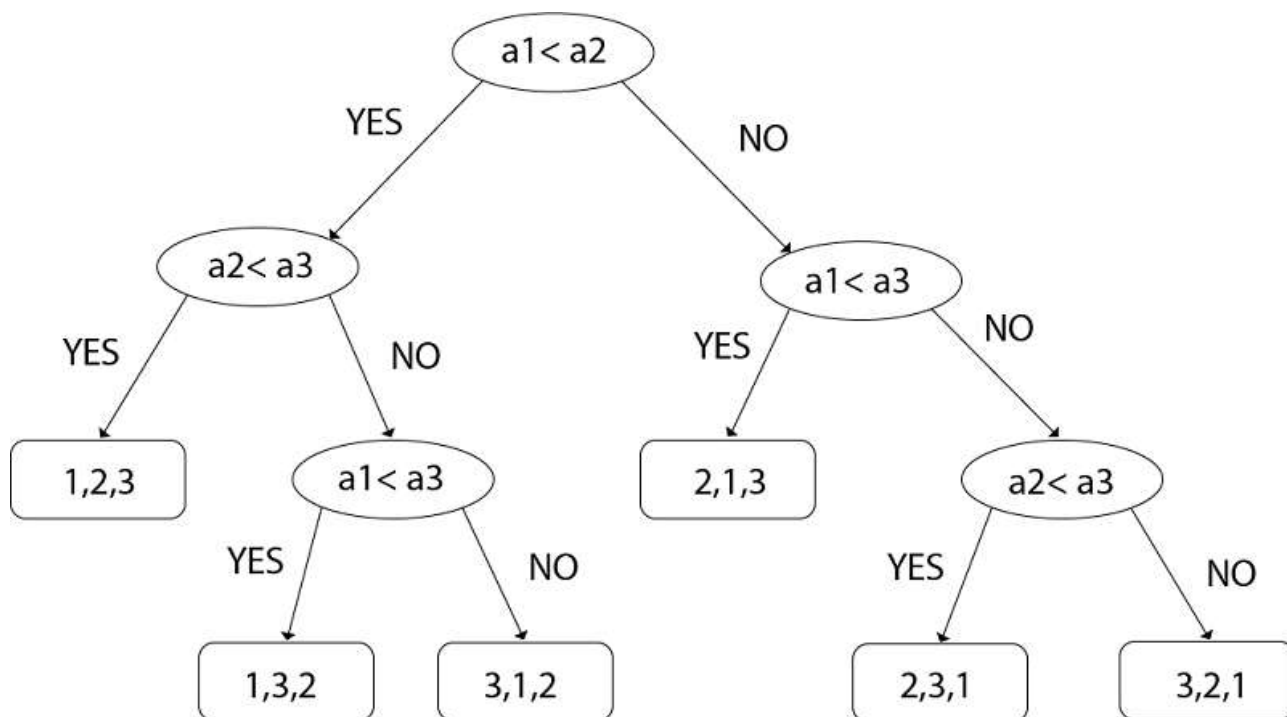 a1< a2
YES
NO
a2< a3
a1< a3
YES
NO
YES
NO
1,2,3
a1< a3
2,1,3
a2< a3
YES
NO
YES
NO
1,3,2
3,1,2
2,3,1
3,2,1